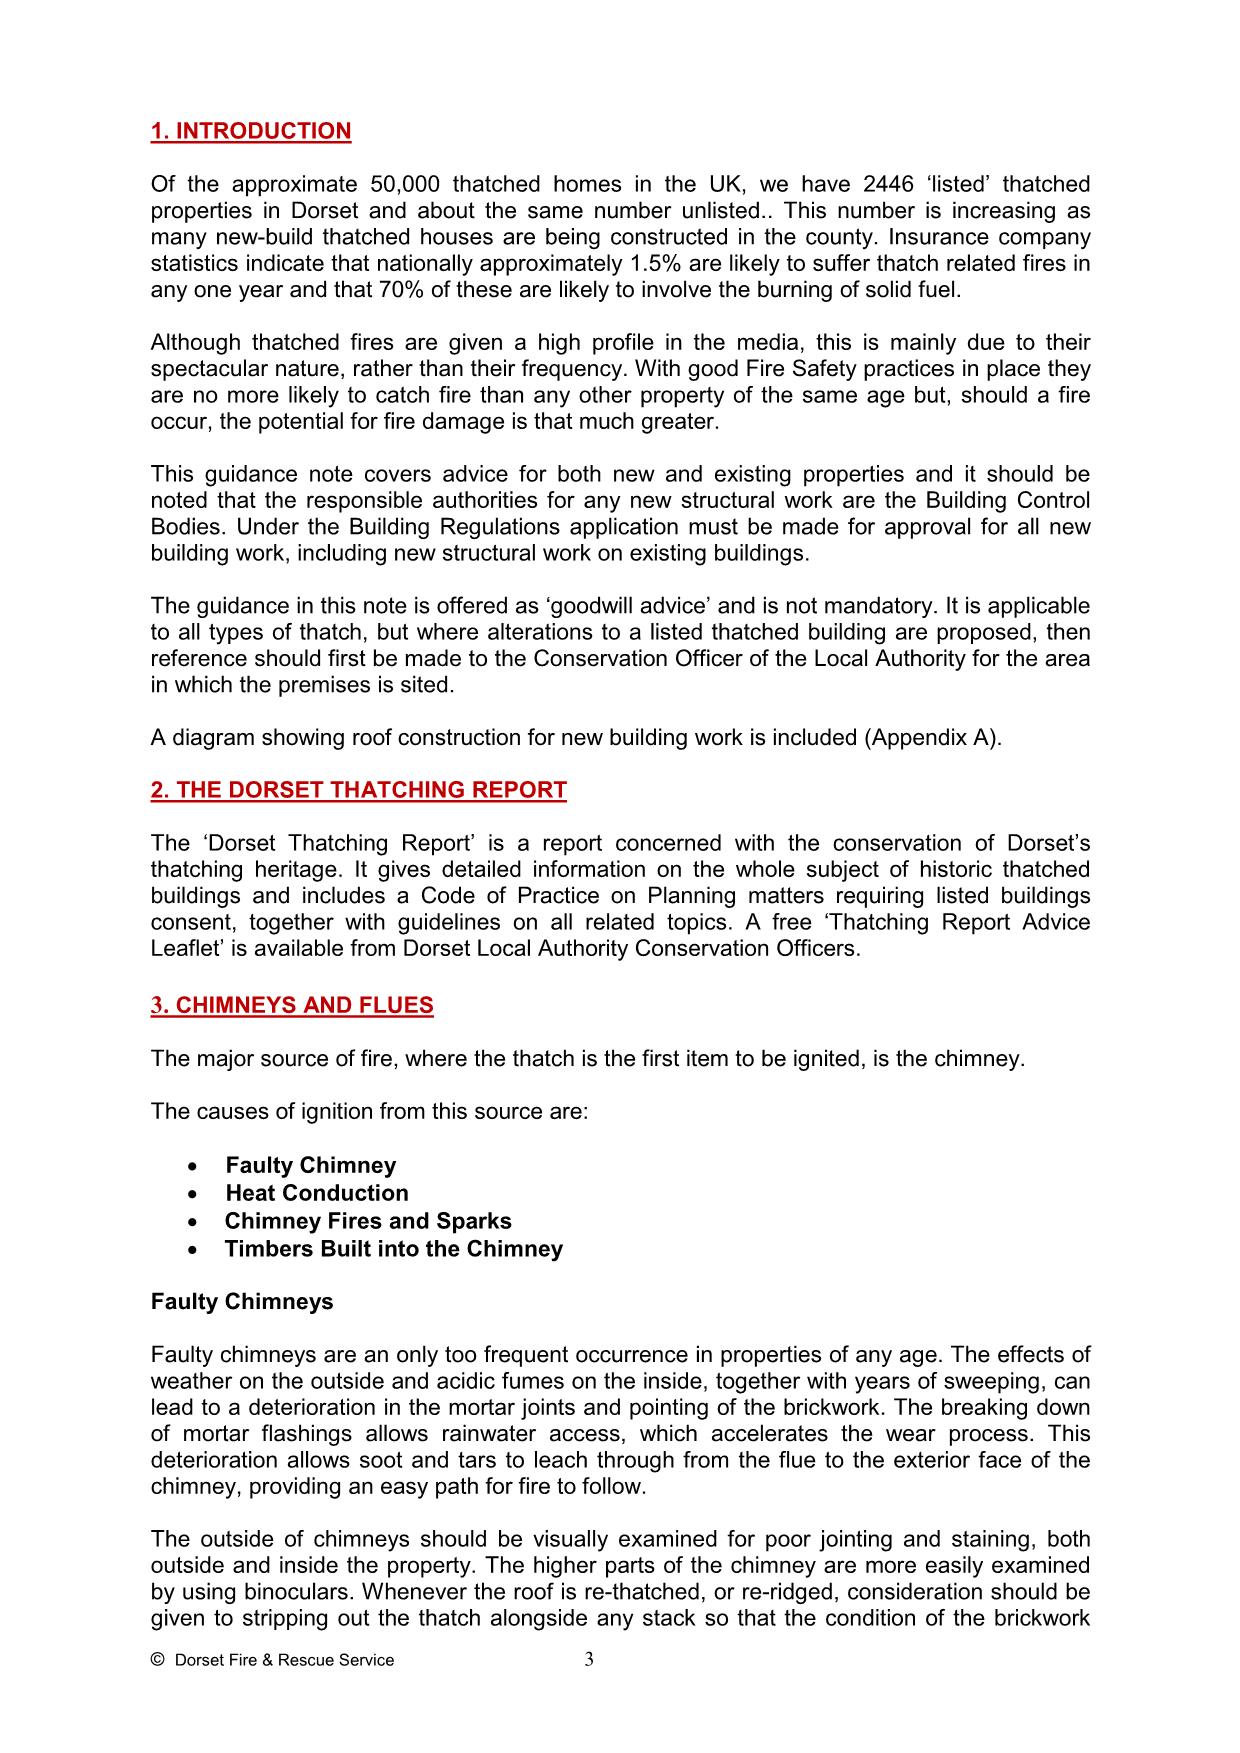 1. INTRODUCTION
Of the approximate 50,000 thatched homes in the UK, we have 2446 ‘listed’ thatched
properties in Dorset and about the same number unlisted.. This number is increasing as
many new-build thatched houses are being constructed in the county. Insurance company
statistics indicate that nationally approximately 1.5% are likely to suffer thatch related fires in
any one year and that 70% of these are likely to involve the burning of solid fuel.
Although thatched fires are given a high profile in the media, this is mainly due to their
spectacular nature, rather than their frequency. With good Fire Safety practices in place they
are no more likely to catch fire than any other property of the same age but, should a fire
occur, the potential for fire damage is that much greater.
This guidance note covers advice for both new and existing properties and it should be
noted that the responsible authorities for any new structural work are the Building Control
Bodies. Under the Building Regulations application must be made for approval for all new
building work, including new structural work on existing buildings.
The guidance in this note is offered as ‘goodwill advice’ and is not mandatory. It is applicable
to all types of thatch, but where alterations to a listed thatched building are proposed, then
reference should first be made to the Conservation Officer of the Local Authority for the area
in which the premises is sited.
A diagram showing roof construction for new building work is included (Appendix A).
2. THE DORSET THATCHING REPORT
The ‘Dorset Thatching Report’ is a report concerned with the conservation of Dorset’s
thatching heritage. It gives detailed information on the whole subject of historic thatched
buildings and includes a Code of Practice on Planning matters requiring listed buildings
consent, together with guidelines on all related topics. A free ‘Thatching Report Advice
Leaflet’ is available from Dorset Local Authority Conservation Officers.
3. CHIMNEYS AND FLUES
The major source of fire, where the thatch is the first item to be ignited, is the chimney.
The causes of ignition from this source are:
• Faulty Chimney
• Heat Conduction
• Chimney Fires and Sparks
• Timbers Built into the Chimney
Faulty Chimneys
Faulty chimneys are an only too frequent occurrence in properties of any age. The effects of
weather on the outside and acidic fumes on the inside, together with years of sweeping, can
lead to a deterioration in the mortar joints and pointing of the brickwork. The breaking down
of mortar flashings allows rainwater access, which accelerates the wear process. This
deterioration allows soot and tars to leach through from the flue to the exterior face of the
chimney, providing an easy path for fire to follow.
The outside of chimneys should be visually examined for poor jointing and staining, both
outside and inside the property. The higher parts of the chimney are more easily examined
by using binoculars. Whenever the roof is re-thatched, or re-ridged, consideration should be
given to stripping out the thatch alongside any stack so that the condition of the brickwork
© Dorset Fire & Rescue Service 3